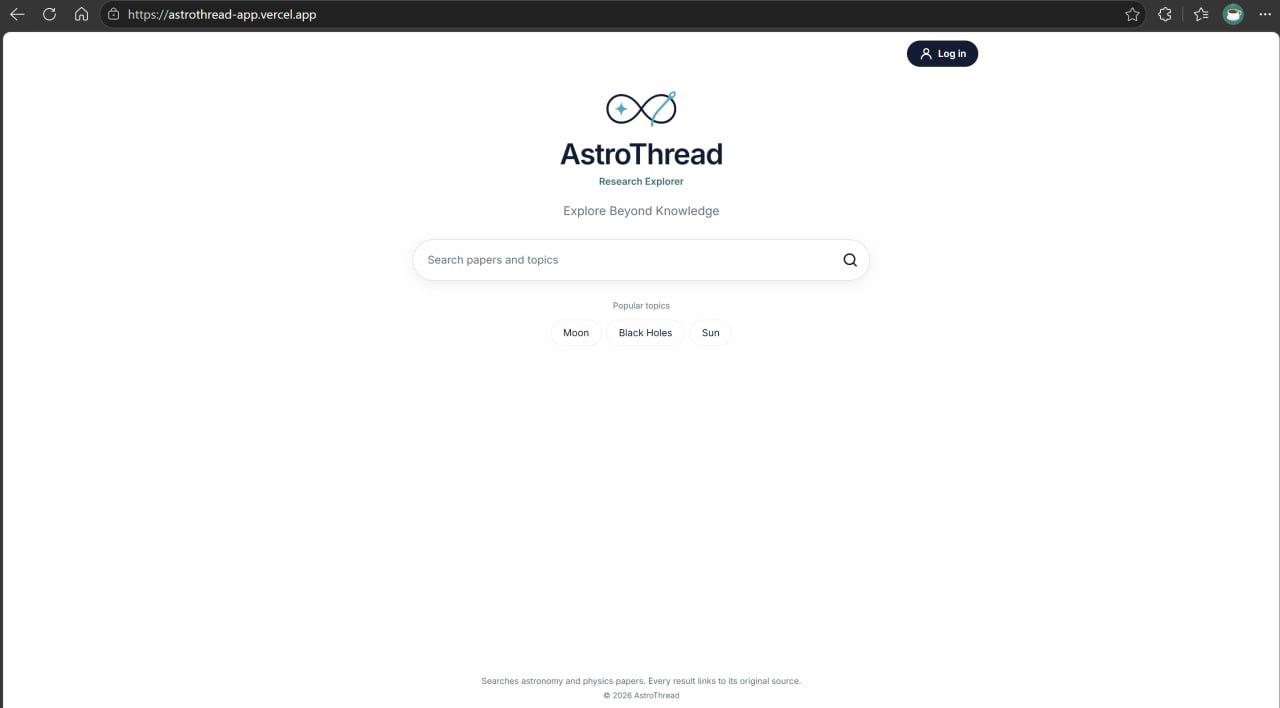 https://astrothread-app.vercel.app
Log in
AstroThread
Research Explorer
Explore Beyond Knowledge
Search papers and topics
Popular topics
Moon
Black Holes
Sun
Searches astronomy and physics papers. Every result links to its original source.
© 2026 AstroThread